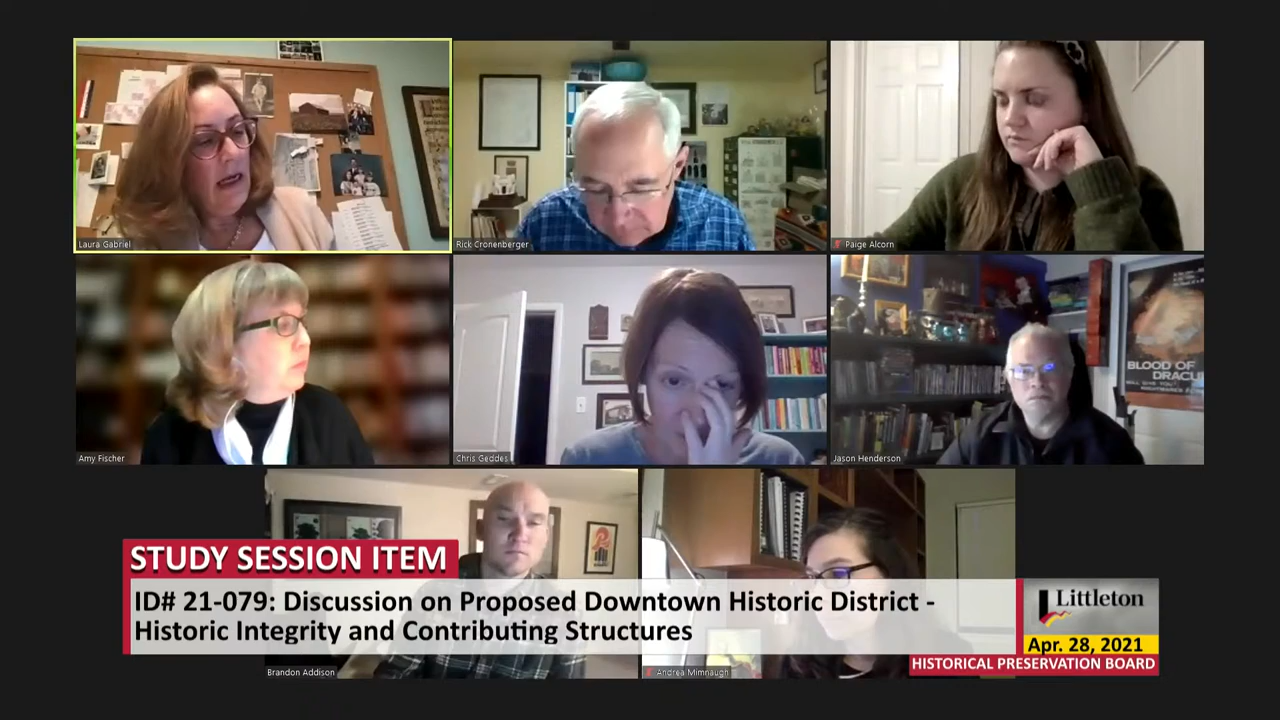 Laura Gabriel
Rick Cronenberger
Paige Alcorn
BLOOD OF
DRACU
Amy Fischer
Chris Geddes
Jason Henderson
STUDY SESSION ITEM
ID# 21-079: Discussion on Proposed Downtown Historic District -
Historic Integrity and Contributing Structures
Littleton
Apr. 28, 2021
HISTORICAL PRESERVATION BOARD
Brandon Addison
Andrea Mimnaugh